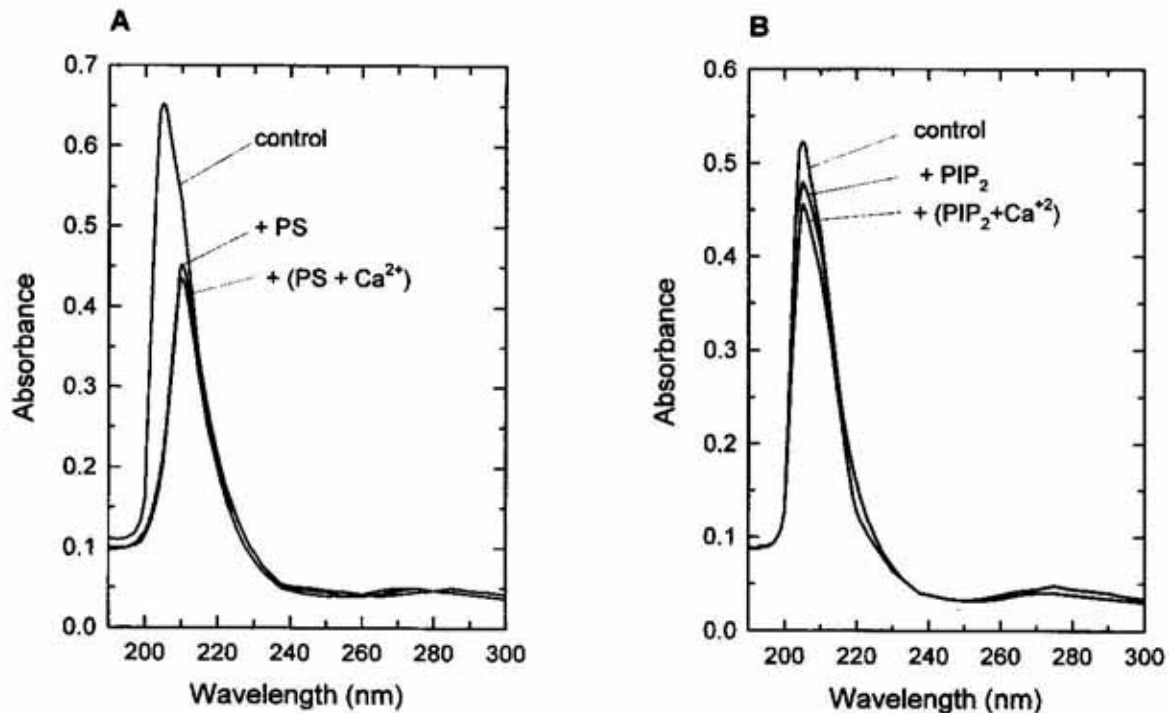 A
0.7
0.6
0.5
0.4
0.3
0.2
0.1
0.0
Absorbance
control
+ PS
+ (PS + Ca²⁺)
200 220 240 260 280 300
Wavelength (nm)
B
0.6
0.5
0.4
0.3
0.2
0.1
0.0
Absorbance
control
+ PIP₂
+ (PIP₂+Ca⁺²)
200 220 240 260 280 300
Wavelength (nm)